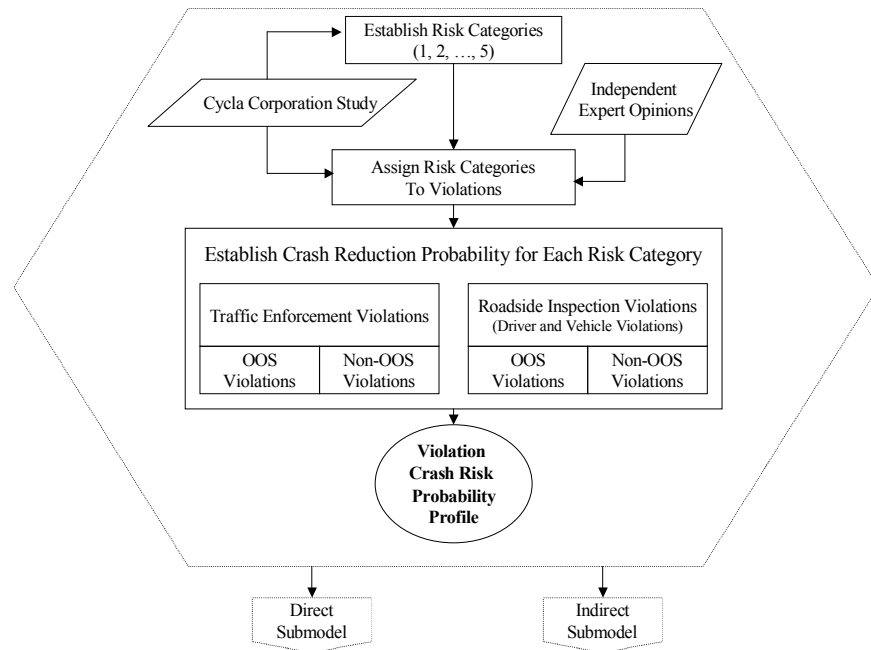 Establish Risk Categories
(1, 2, …, 5)
Cycla Corporation Study
Independent
Expert Opinions
Assign Risk Categories
To Violations
Establish Crash Reduction Probability for Each Risk Category
Traffic Enforcement Violations
Roadside Inspection Violations
(Driver and Vehicle Violations)
OOS
Violations
Non-OOS
Violations
OOS
Violations
Non-OOS
Violations
Violation
Crash Risk
Probability
Profile
Direct
Submodel
Indirect
Submodel